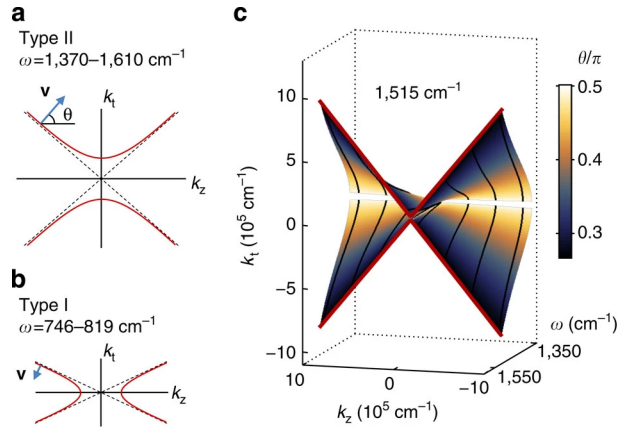 a
Type II
ω=1,370–1,610 cm⁻¹
v
θ
kt
kz
b
Type I
ω=746–819 cm⁻¹
v
kt
kz
c
1,515 cm⁻¹
kt (10⁵ cm⁻¹)
10
5
0
−5
−10
10
0
−10
kz (10⁵ cm⁻¹)
ω (cm⁻¹)
1,350
1,550
θ/π
0.5
0.4
0.3